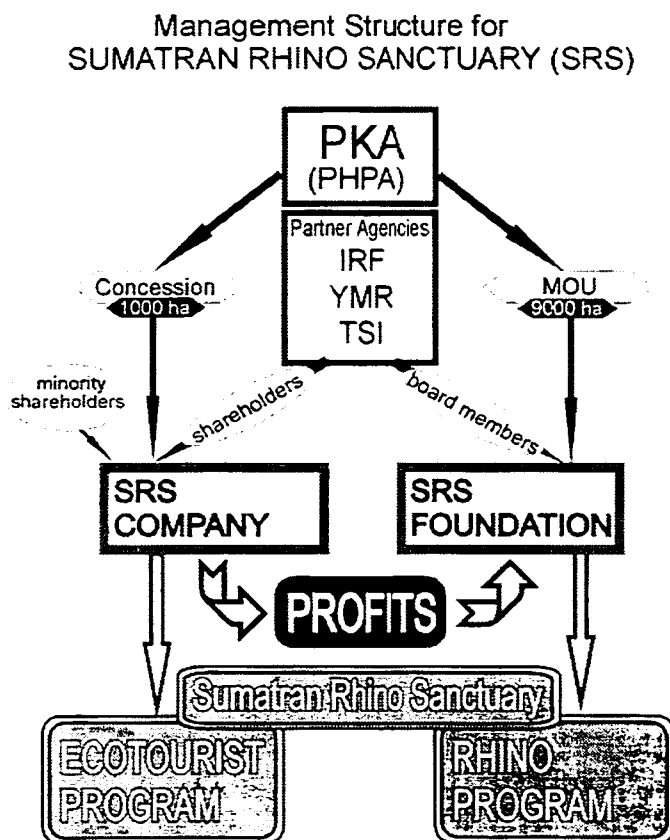 Management Structure for
SUMATRAN RHINO SANCTUARY (SRS)
PKA
(PHPA)
Partner Agencies
IRF
YMR
TSI
Concession
1000 ha
MOU
9000 ha
minority
shareholders
shareholders
board members
SRS
COMPANY
SRS
FOUNDATION
PROFITS
Sumatran Rhino Sanctuary
ECOTOURIST
PROGRAM
RHINO
PROGRAM